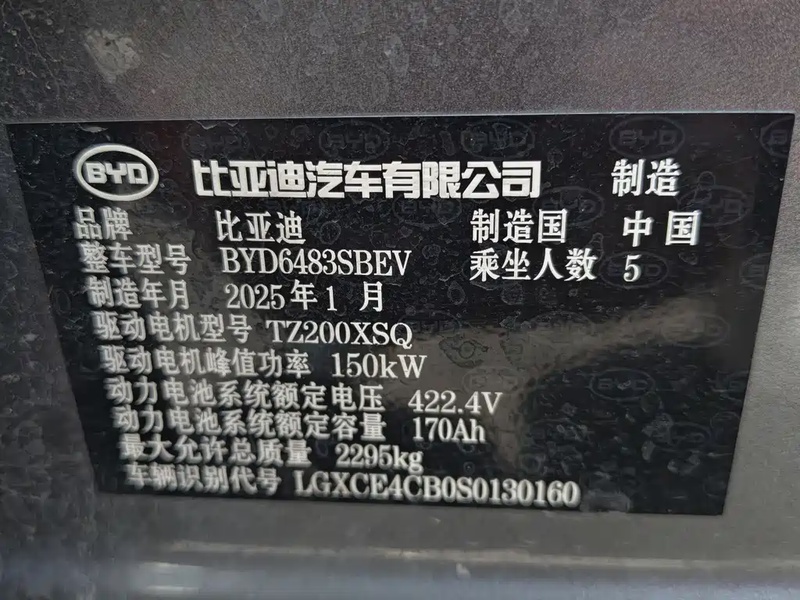 BYD 比亚迪汽车有限公司 制造
品牌 比亚迪 制造国 中国
整车型号 BYD6483SBEV 乘坐人数 5
制造年月 2025年1月
驱动电机型号 TZ200XSQ
驱动电机峰值功率 150kW
动力电池系统额定电压 422.4V
动力电池系统额定容量 170Ah
最大允许总质量 2295kg
车辆识别代号 LGXCE4CB0S0130160